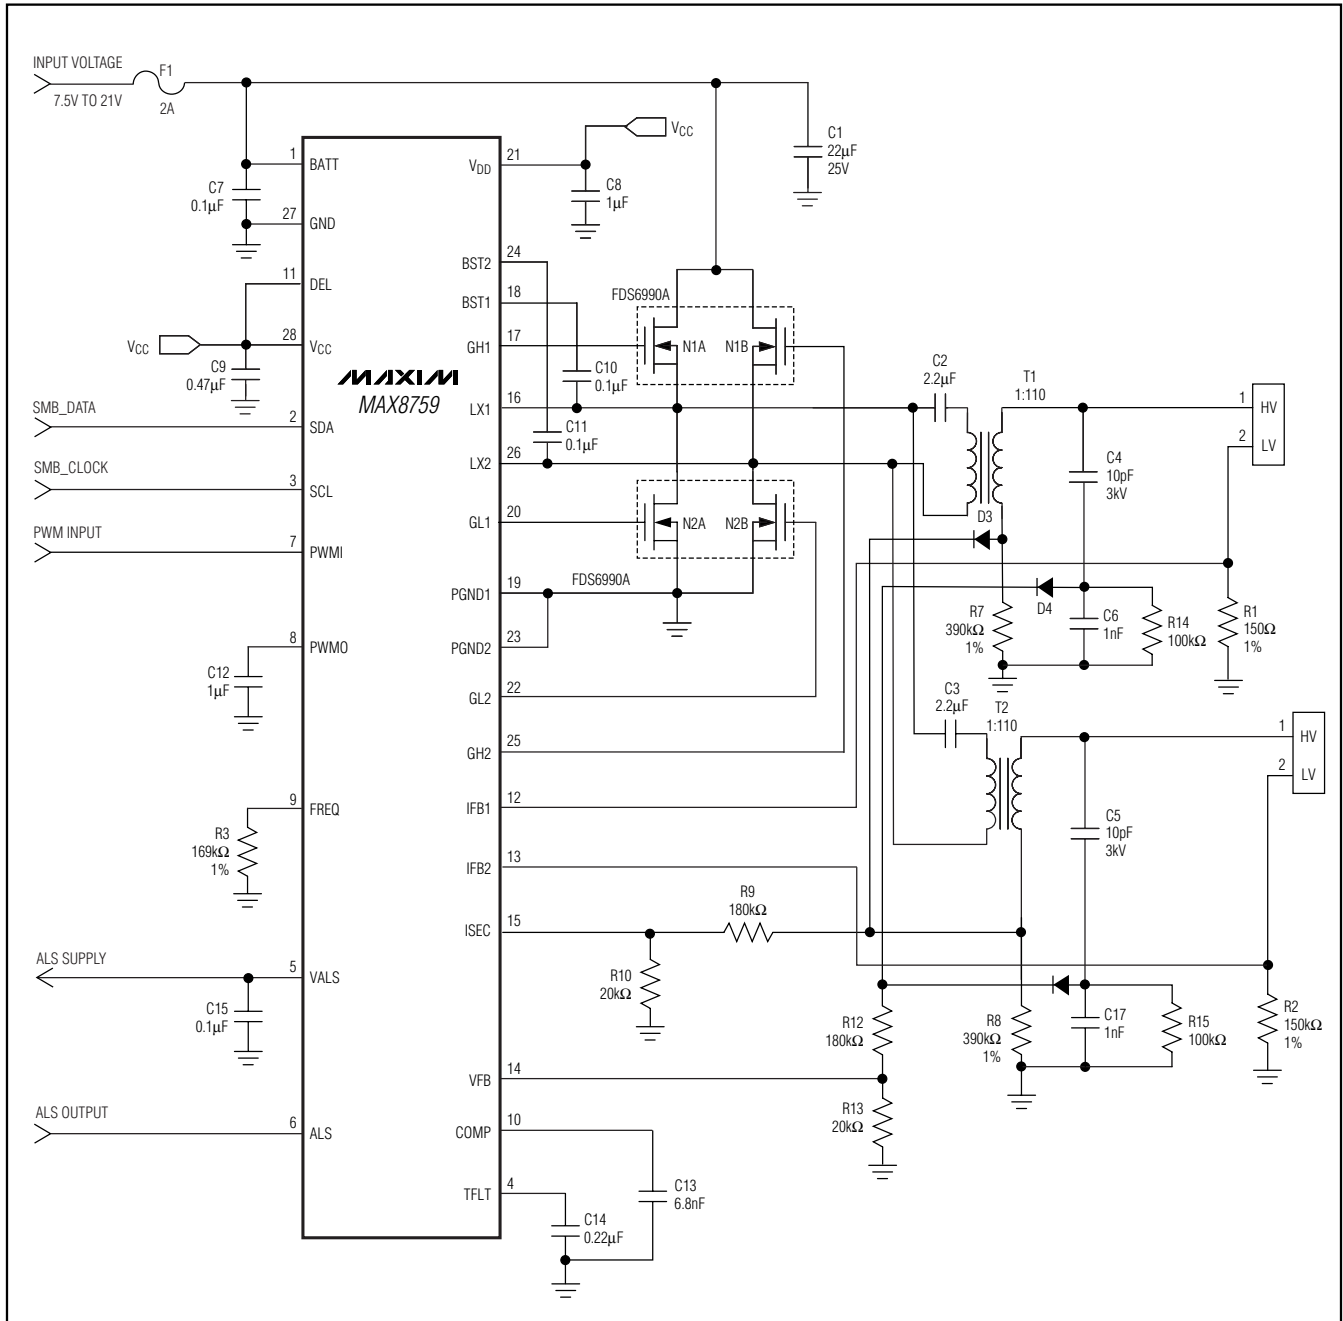 INPUT VOLTAGE
7.5V TO 21V
F1
2A
VCC
C1
22µF
25V
1
BATT
VDD
21
C8
1µF
C7
0.1µF
27
GND
BST2
24
11
DEL
BST1
18
FDS6990A
GH1
17
N1A
N1B
VCC
28
VCC
C9
0.47µF
MAXIM
MAX8759
C10
0.1µF
LX1
16
C2
2.2µF
T1
1:110
1
HV
2
LV
SMB_DATA
2
SDA
C11
0.1µF
LX2
26
C4
10pF
3kV
SMB_CLOCK
3
SCL
GL1
20
N2A
N2B
D3
PWM INPUT
7
PWMI
FDS6990A
PGND1
19
D4
R7
390kΩ
1%
C6
1nF
R14
100kΩ
R1
150Ω
1%
8
PWMO
C12
1µF
PGND2
23
GL2
22
C3
2.2µF
T2
1:110
1
HV
2
LV
GH2
25
9
FREQ
R3
169kΩ
1%
IFB1
12
C5
10pF
3kV
IFB2
13
R9
180kΩ
ISEC
15
ALS SUPPLY
5
VALS
C15
0.1µF
R10
20kΩ
R12
180kΩ
R8
390kΩ
1%
C17
1nF
R15
100kΩ
R2
150kΩ
1%
VFB
14
ALS OUTPUT
6
ALS
COMP
10
R13
20kΩ
TFLT
4
C13
6.8nF
C14
0.22µF